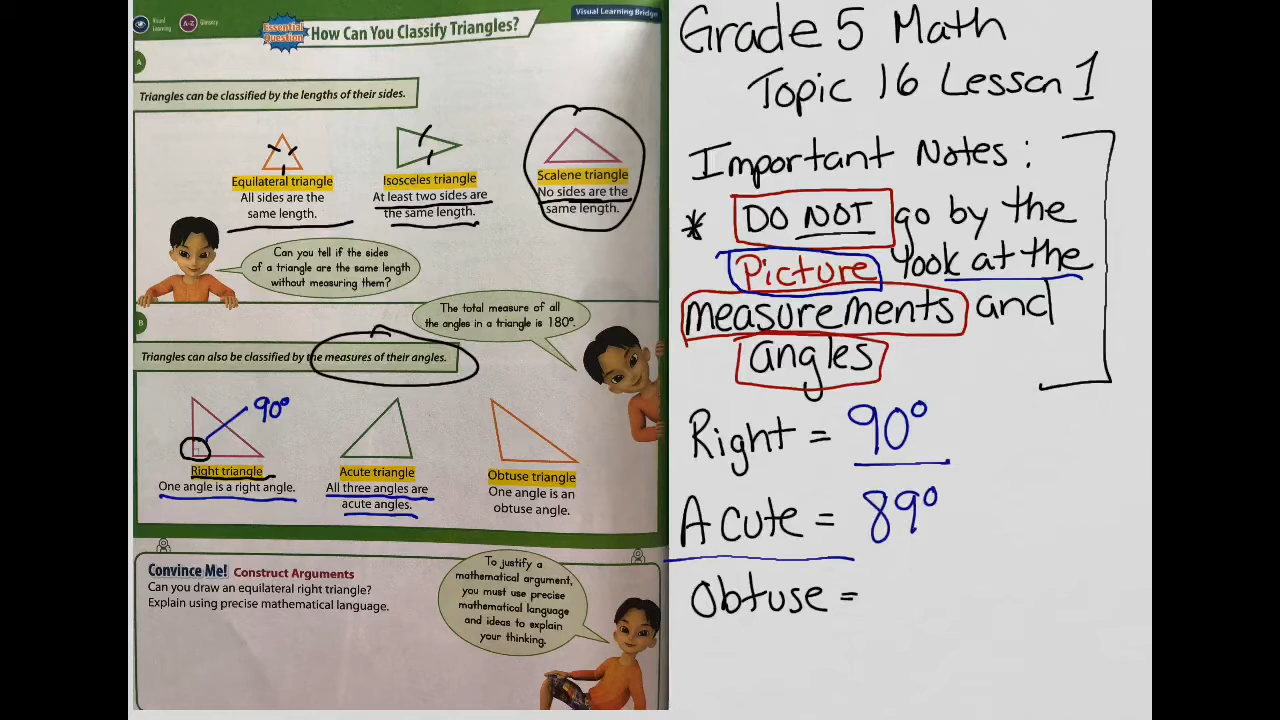 Visual
Learning
A-Z
Glossary
Essential
Question
How Can You Classify Triangles?
Visual Learning Bridge
A
Triangles can be classified by the lengths of their sides.
Equilateral triangle
All sides are the
same length.
Isosceles triangle
At least two sides are
the same length.
Scalene triangle
No sides are the
same length.
Can you tell if the sides
of a triangle are the same length
without measuring them?
The total measure of all
the angles in a triangle is 180°.
B
Triangles can also be classified by the measures of their angles.
90°
Right triangle
One angle is a right angle.
Acute triangle
All three angles are
acute angles.
Obtuse triangle
One angle is an
obtuse angle.
Convince Me! Construct Arguments
Can you draw an equilateral right triangle?
Explain using precise mathematical language.
To justify a
mathematical argument,
you must use precise
mathematical language
and ideas to explain
your thinking.
Grade 5 Math
Topic 16 Lesson 1
Important Notes:
* DO NOT go by the
Picture look at the
measurements and
angles
Right = 90°
Acute = 89°
Obtuse =